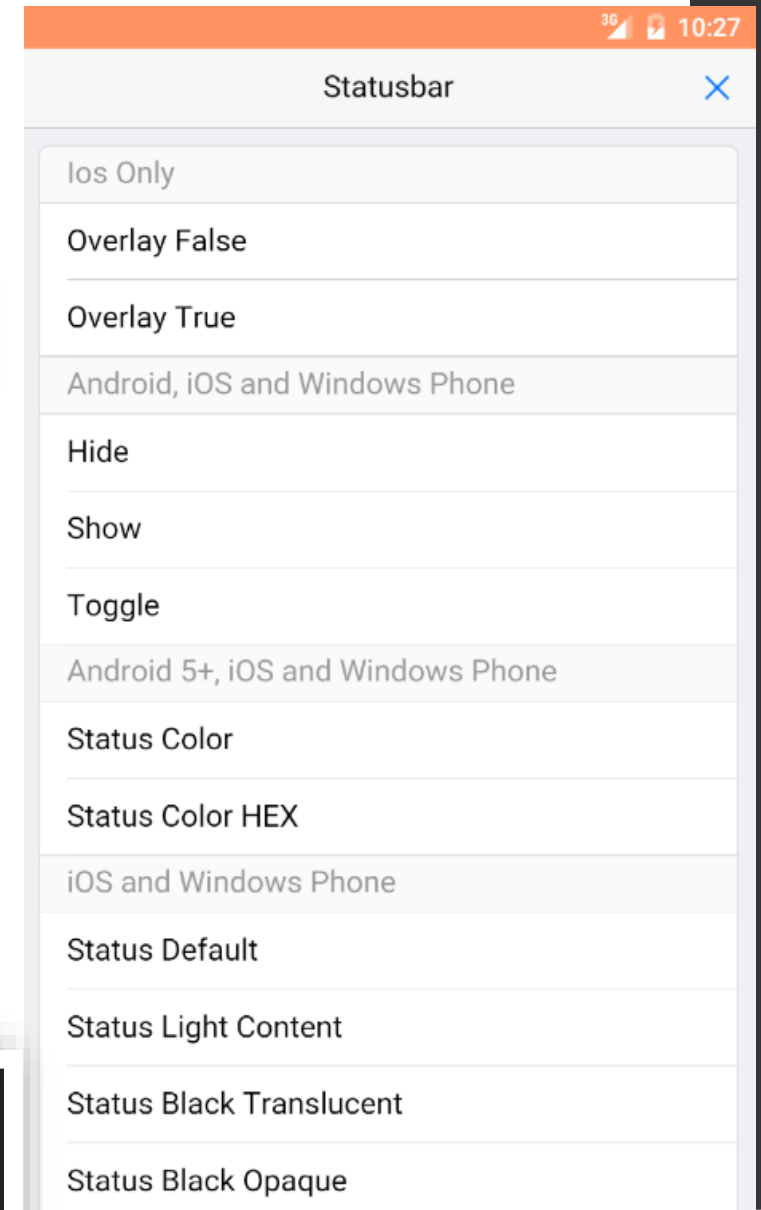 3G 10:27
Statusbar
Ios Only
Overlay False
Overlay True
Android, iOS and Windows Phone
Hide
Show
Toggle
Android 5+, iOS and Windows Phone
Status Color
Status Color HEX
iOS and Windows Phone
Status Default
Status Light Content
Status Black Translucent
Status Black Opaque